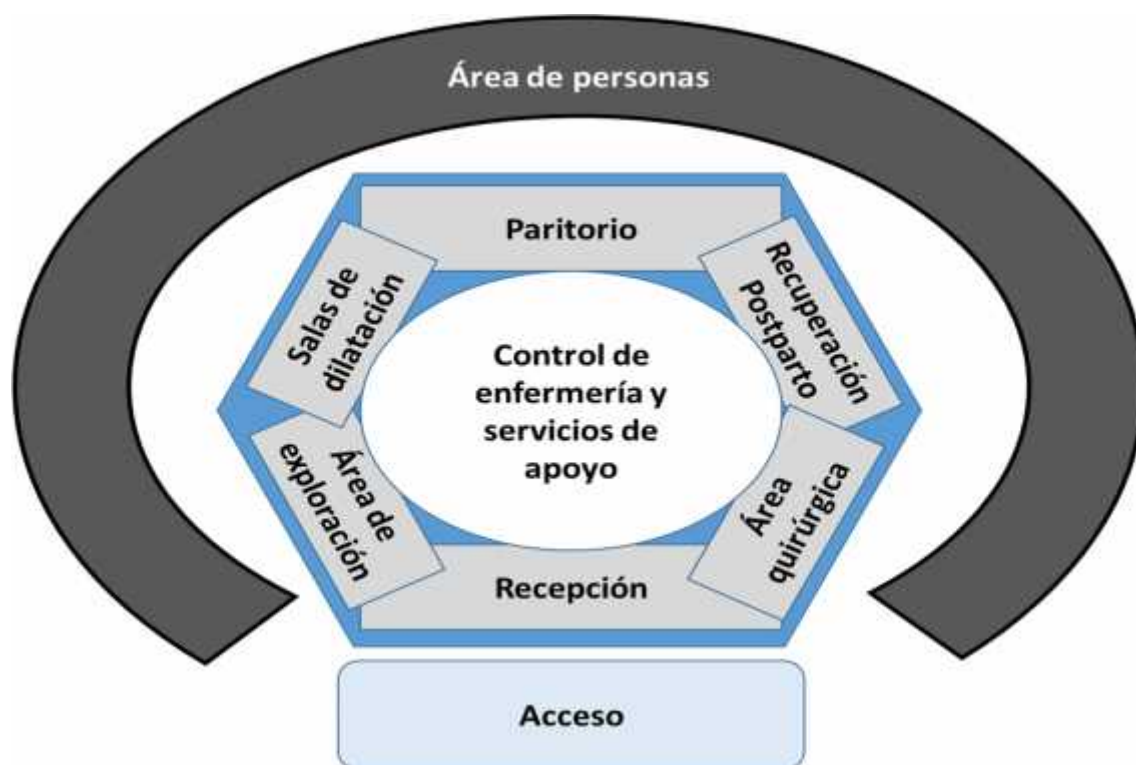 Área de personas
Paritorio
Salas de
dilatación
Recuperación
Postparto
Control de
enfermería y
servicios de
apoyo
Área de
exploración
Área
quirúrgica
Recepción
Acceso